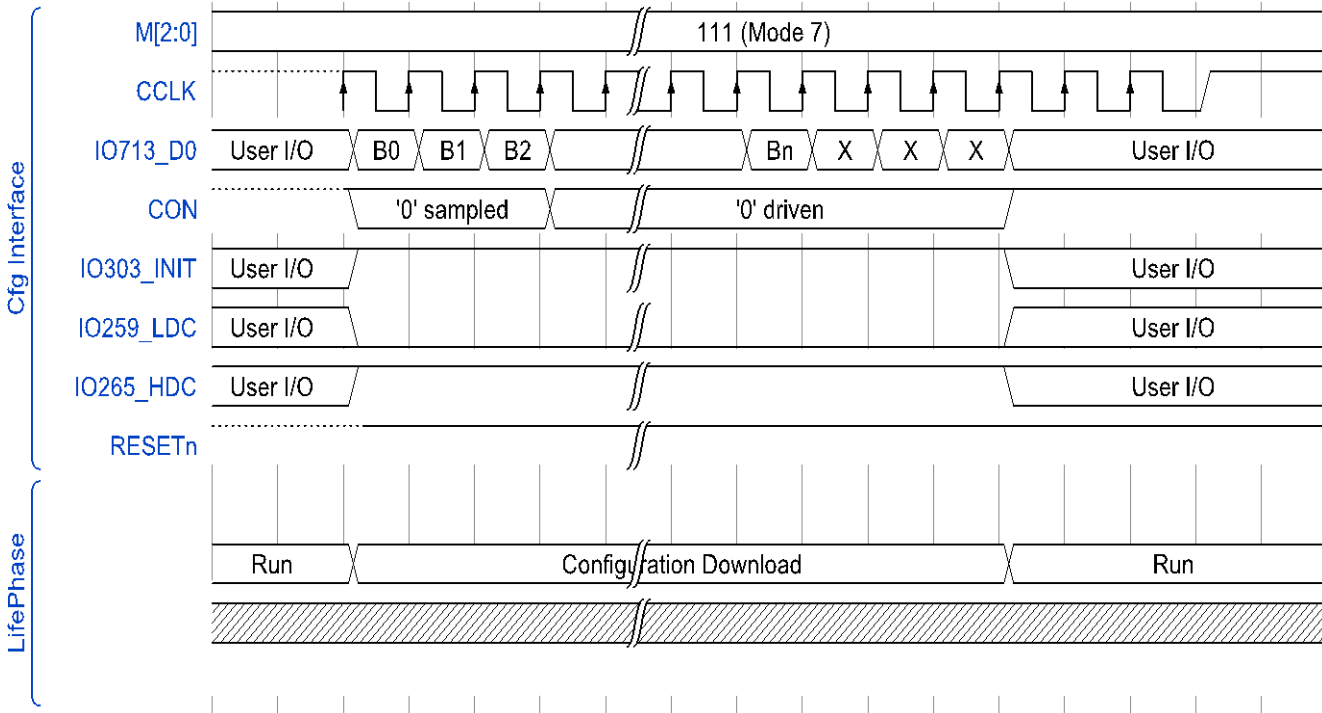 Cfg Interface
M[2:0] 111 (Mode 7)
CCLK
IO713_D0 User I/O B0 B1 B2 Bn X X X User I/O
CON '0' sampled '0' driven
IO303_INIT User I/O User I/O
IO259_LDC User I/O User I/O
IO265_HDC User I/O User I/O
RESETn
LifePhase
Run Configuration Download Run